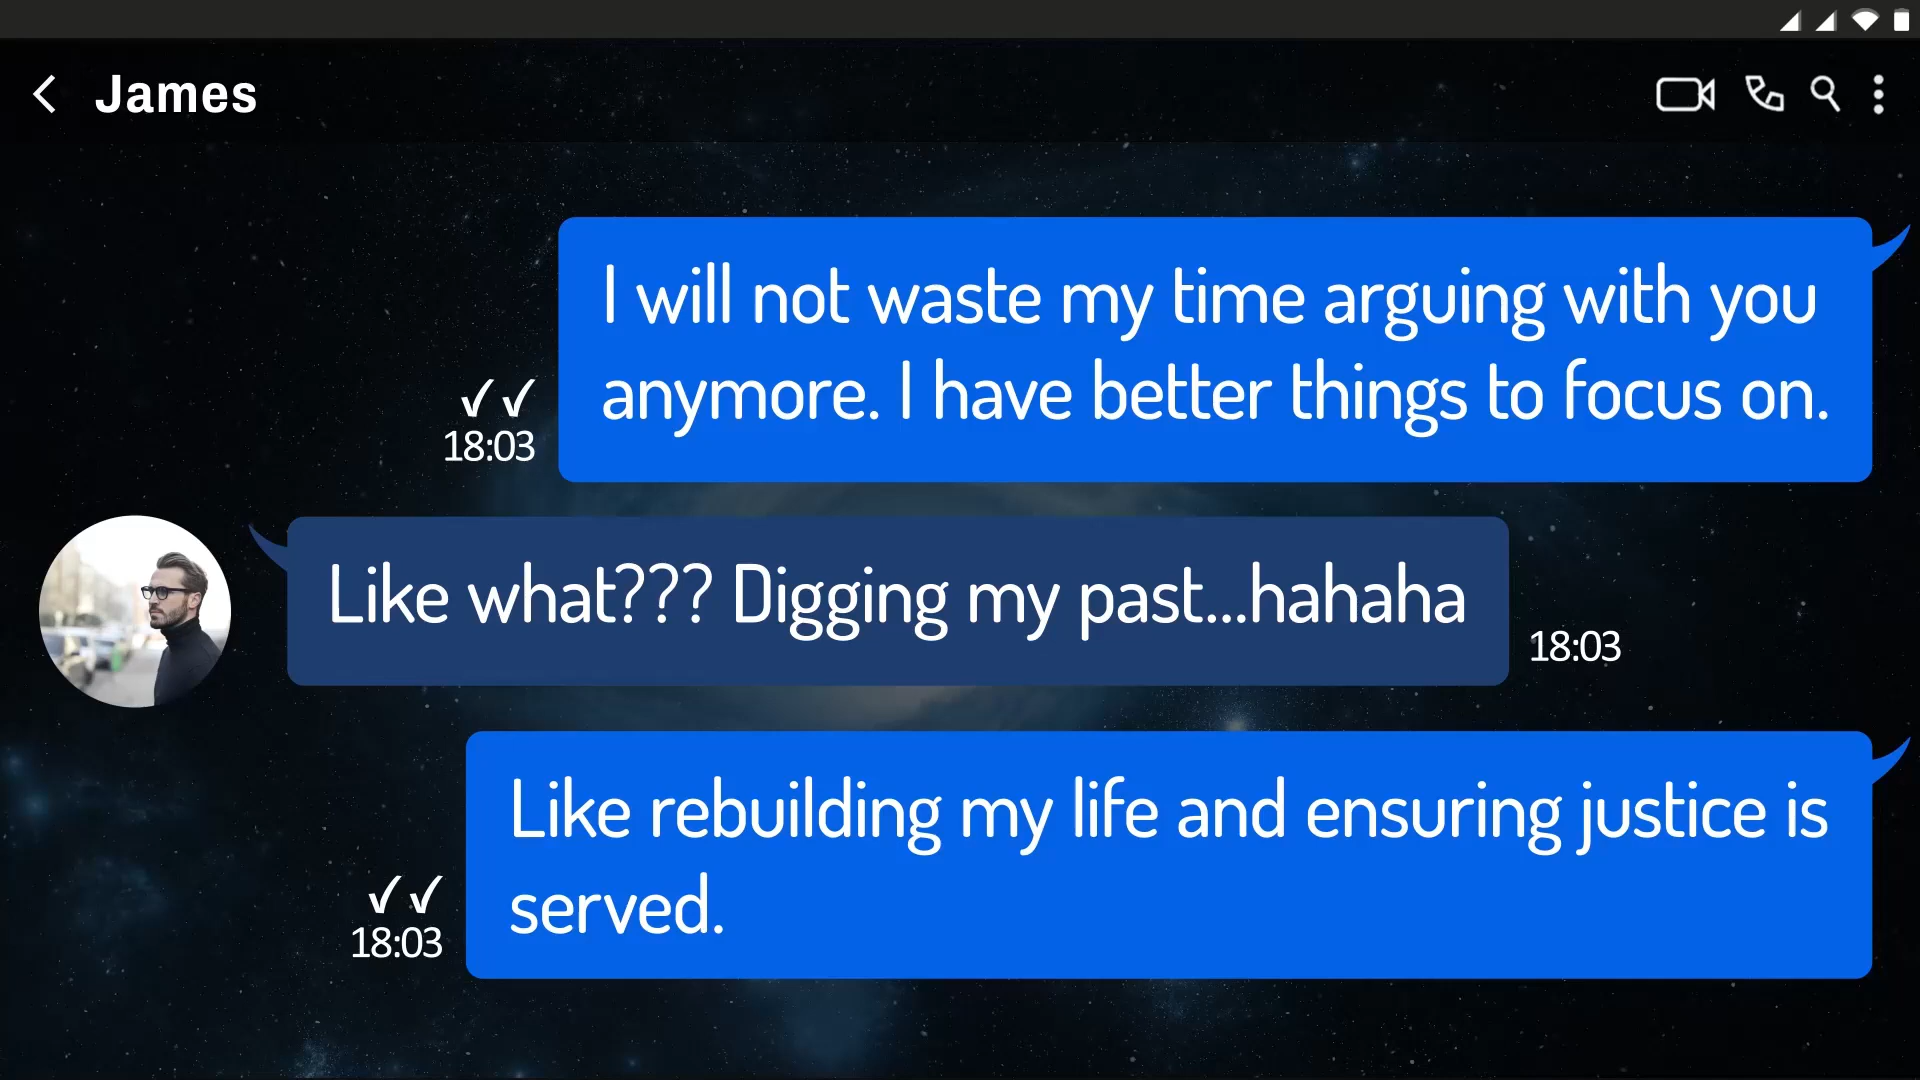 James
I will not waste my time arguing with you
anymore. I have better things to focus on.
✓✓
18:03
Like what??? Digging my past...hahaha
18:03
Like rebuilding my life and ensuring justice is
served.
✓✓
18:03